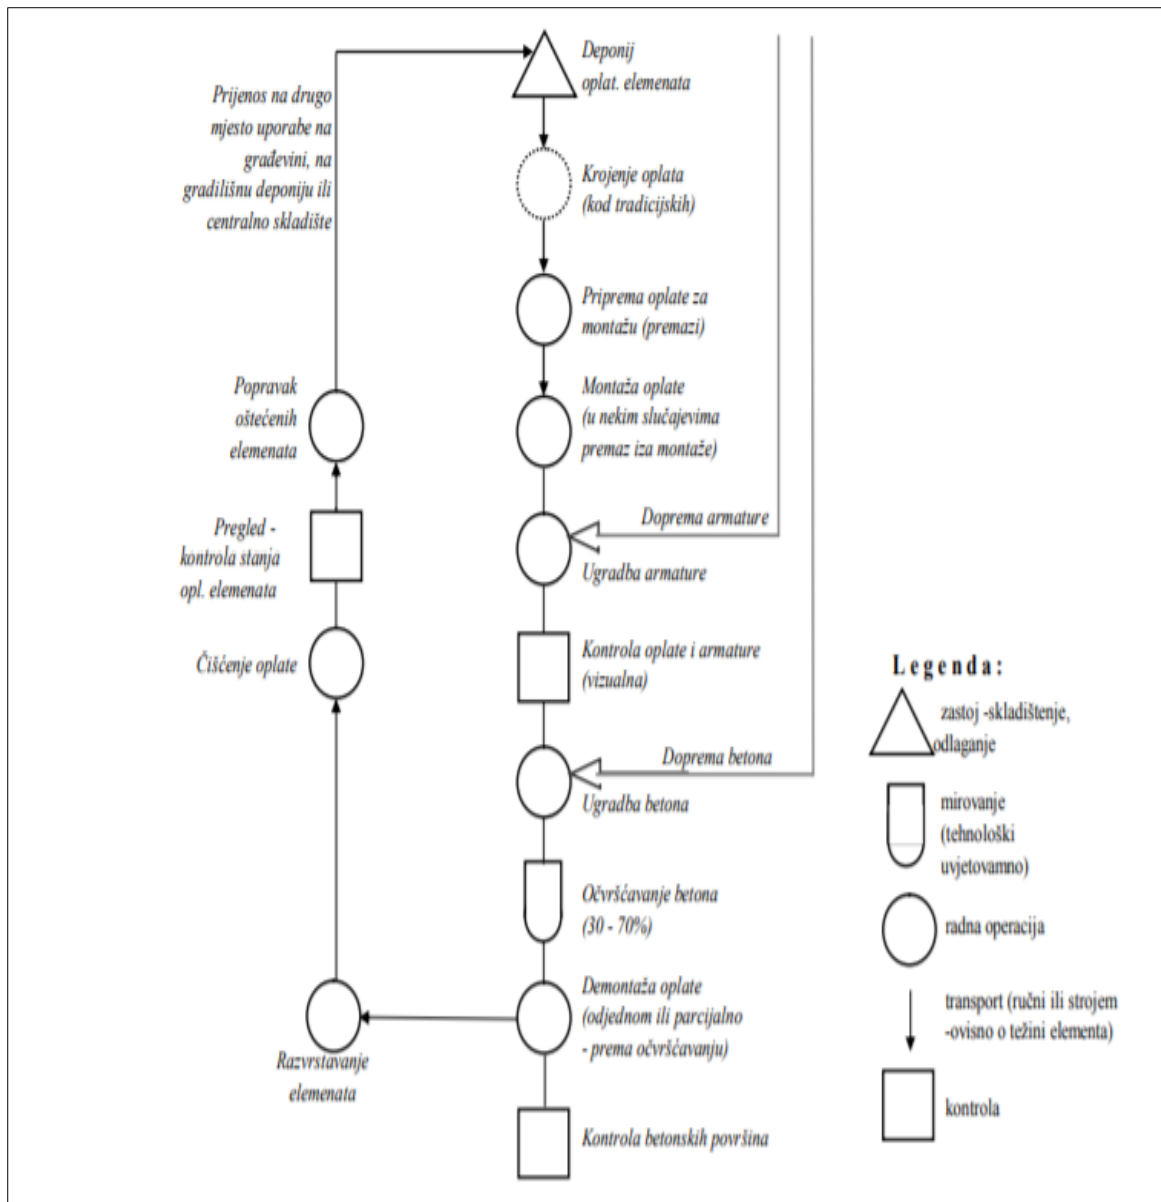 Deponij
oplat. elemenata
Prijenos na drugo
mjesto uporabe na
građevini, na
gradilišnu deponiju ili
centralno skladište
Krojenje oplata
(kod tradicijskih)
Priprema oplate za
montažu (premazi)
Montaža oplate
(u nekim slučajevima
premaz iza montaže)
Popravak
oštećenih
elemenata
Doprema armature
Ugradba armature
Pregled -
kontrola stanja
opl. elemenata
Kontrola oplate i armature
(vizualna)
Čišćenje oplate
Doprema betona
Ugradba betona
Očvršćavanje betona
(30 - 70%)
Demontaža oplate
(odjednom ili parcijalno
- prema očvršćavanju)
Razvrstavanje
elemenata
Kontrola betonskih površina
Legenda:
zastoj -skladištenje,
odlaganje
mirovanje
(tehnološki
uvjetovamno)
radna operacija
transport (ručni ili strojem
-ovisno o težini elementa)
kontrola